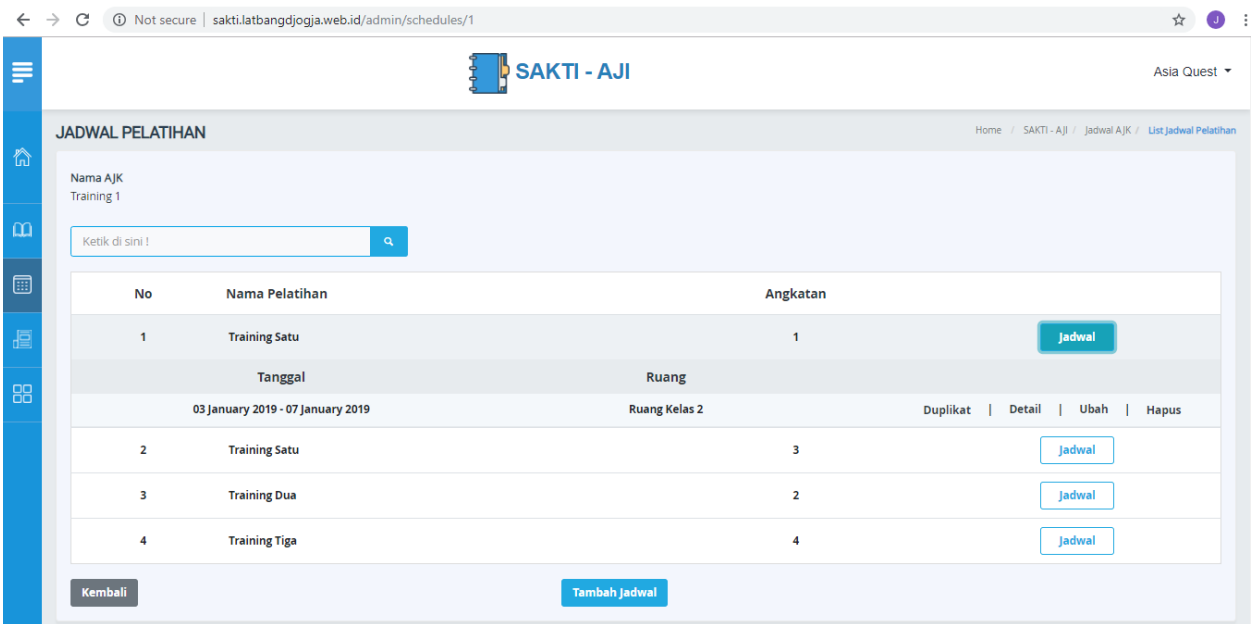 Not secure | sakti.latbangdjogja.web.id/admin/schedules/1 J
SAKTI - AJI
Asia Quest
JADWAL PELATIHAN
Home / SAKTI - AJI / Jadwal AJK / List Jadwal Pelatihan
Nama AJK
Training 1
Ketik di sini !
No Nama Pelatihan Angkatan
1 Training Satu 1 Jadwal
Tanggal Ruang
03 January 2019 - 07 January 2019 Ruang Kelas 2 Duplikat | Detail | Ubah | Hapus
2 Training Satu 3 Jadwal
3 Training Dua 2 Jadwal
4 Training Tiga 4 Jadwal
Kembali Tambah Jadwal